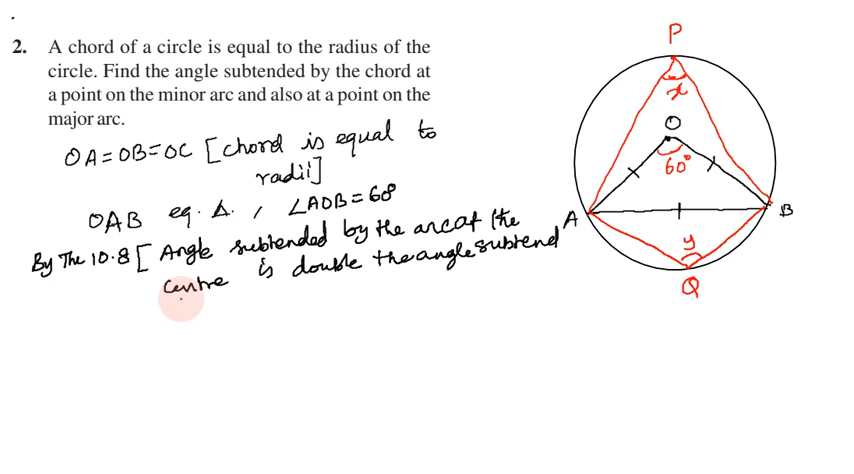 2. A chord of a circle is equal to the radius of the
circle. Find the angle subtended by the chord at
a point on the minor arc and also at a point on the
major arc.
OA=OB=OC [chord is equal to
radii]
OAB eq. Δ. , ∠AOB=60°
By The 10.8 [ Angle subtended by the arc at the
centre is double the angle subtend
P
x
O
60°
A
B
y
Q